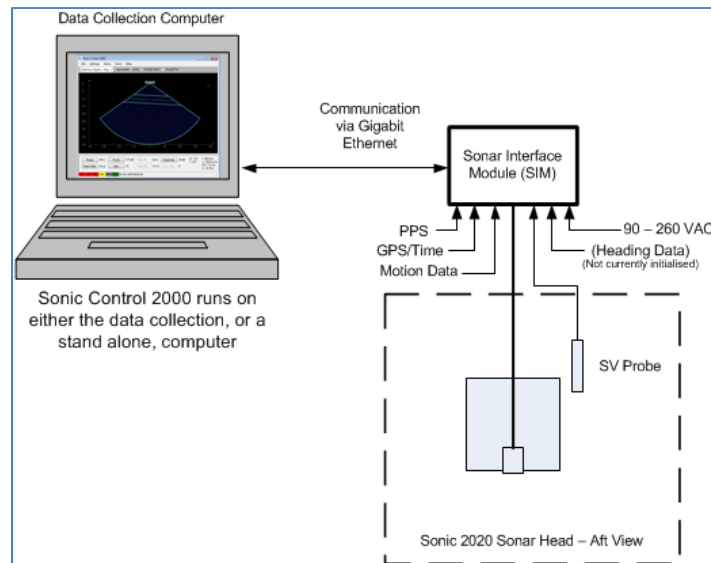 Data Collection Computer
Communication
via Gigabit
Ethernet
Sonar Interface
Module (SIM)
PPS
90 – 260 VAC
GPS/Time
(Heading Data)
(Not currently initialised)
Motion Data
Sonic Control 2000 runs on
either the data collection, or a
stand alone, computer
SV Probe
Sonic 2020 Sonar Head – Aft View